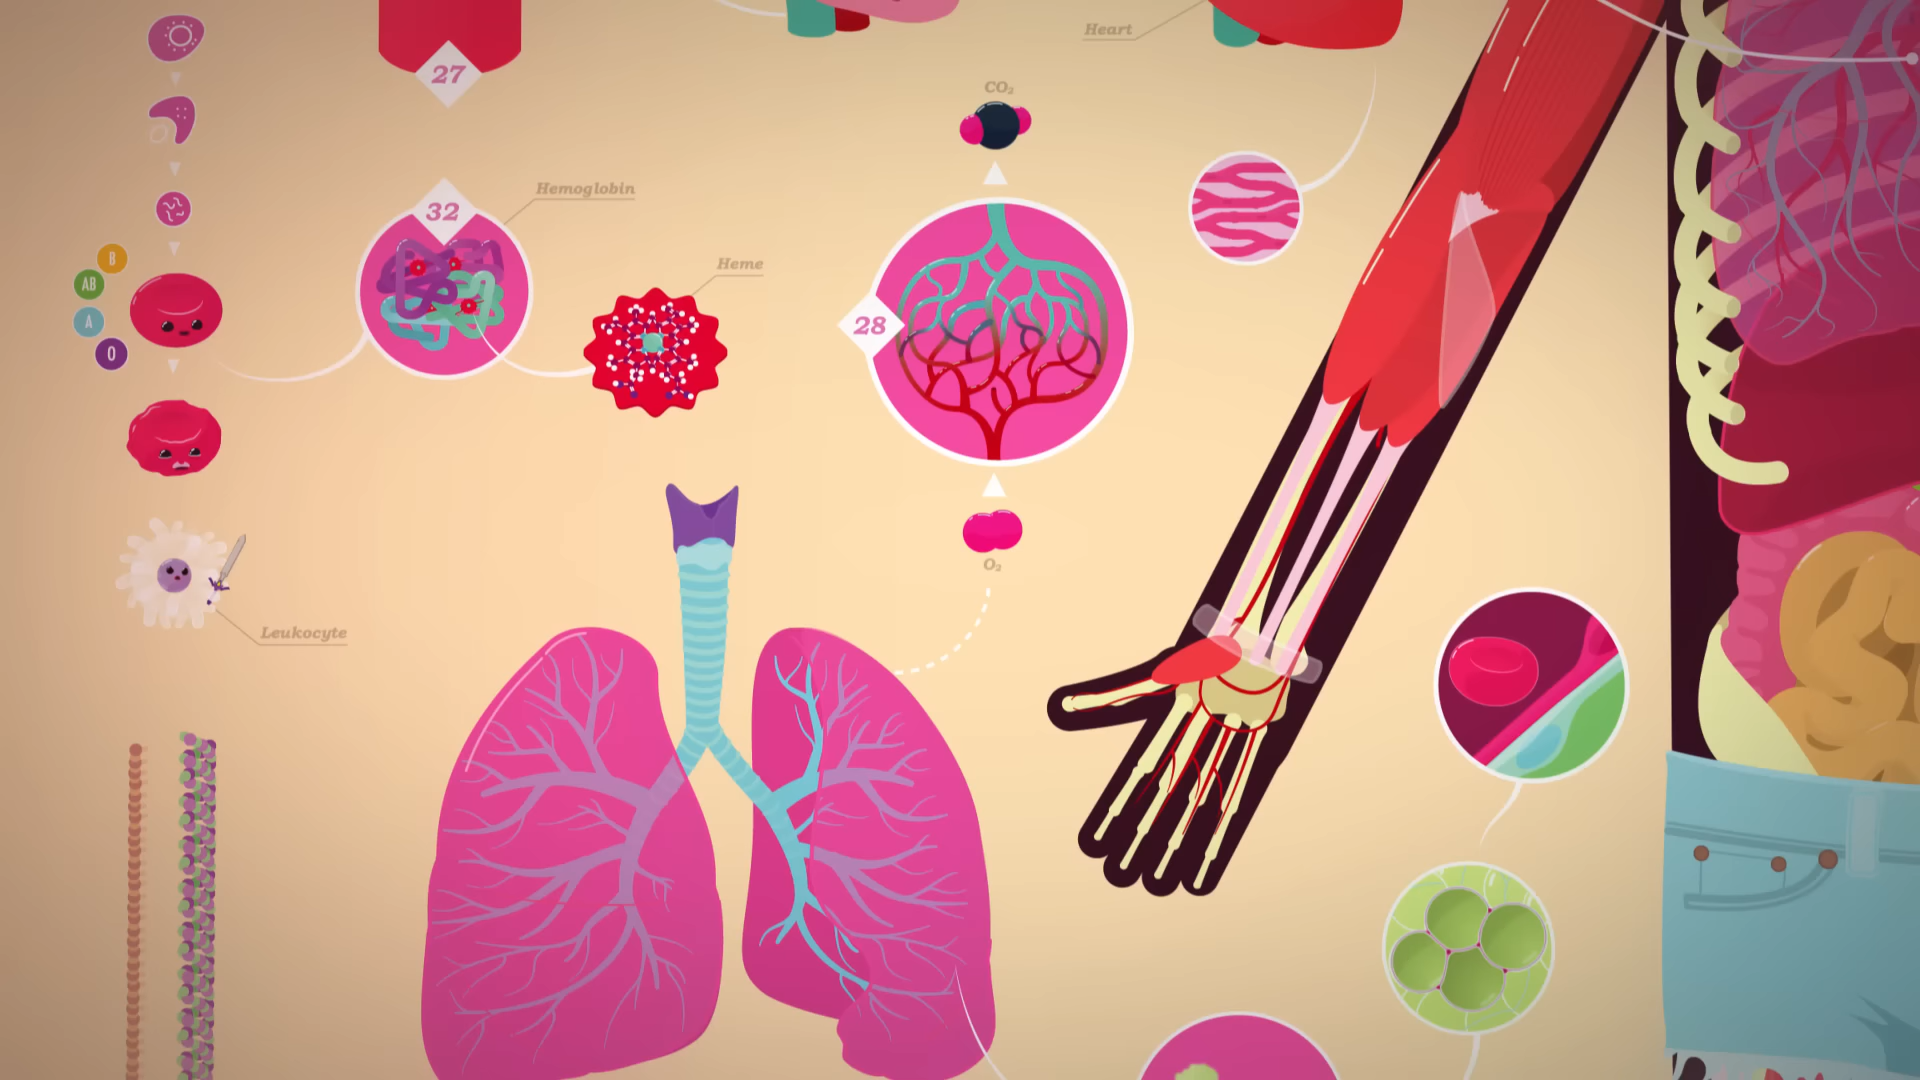 Heart
27
CO₂
Hemoglobin
32
Heme
B
AB
A
O
28
O₂
Leukocyte